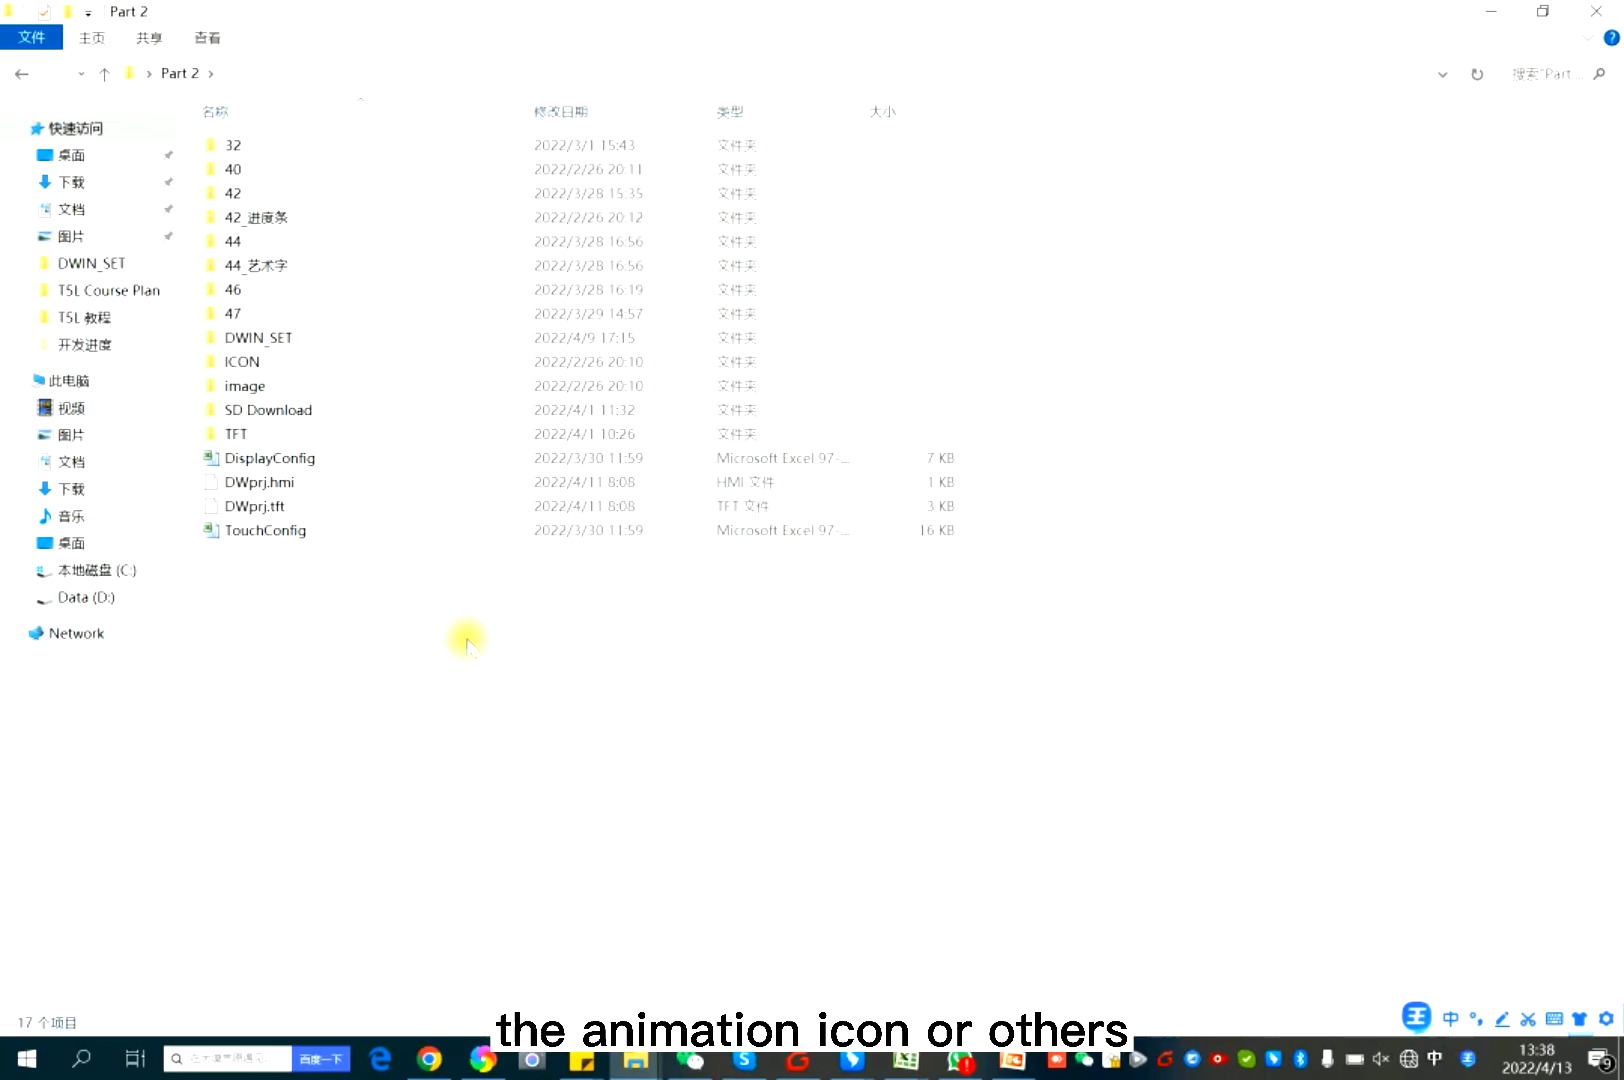 Part 2
文件 主页 共享 查看
Part 2
搜索"Part ...
名称 修改日期 类型 大小
快速访问
桌面
下载
文档
图片
DWIN_SET
T5L Course Plan
T5L 教程
开发进度
此电脑
视频
图片
文档
下载
音乐
桌面
本地磁盘 (C:)
Data (D:)
Network
32 2022/3/1 15:43 文件夹
40 2022/2/26 20:11 文件夹
42 2022/3/28 15:35 文件夹
42_进度条 2022/2/26 20:12 文件夹
44 2022/3/28 16:56 文件夹
44_艺术字 2022/3/28 16:56 文件夹
46 2022/3/28 16:19 文件夹
47 2022/3/29 14:57 文件夹
DWIN_SET 2022/4/9 17:15 文件夹
ICON 2022/2/26 20:10 文件夹
image 2022/2/26 20:10 文件夹
SD Download 2022/4/1 11:32 文件夹
TFT 2022/4/1 10:26 文件夹
DisplayConfig 2022/3/30 11:59 Microsoft Excel 97-... 7 KB
DWprj.hmi 2022/4/11 8:08 HMI 文件 1 KB
DWprj.tft 2022/4/11 8:08 TFT 文件 3 KB
TouchConfig 2022/3/30 11:59 Microsoft Excel 97-... 16 KB
17 个项目
the animation icon or others
王 中
百度一下
中
13:38
2022/4/13
9